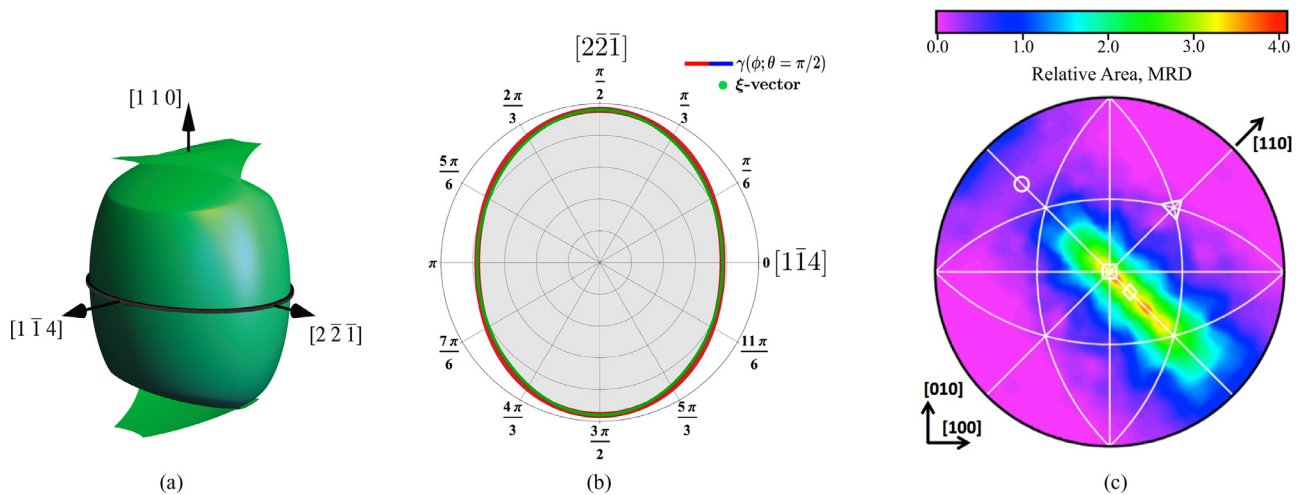 [1 1 0]
[1 1̅ 4]
[2 2̅ 1̅]
(a)
[22̅1̅]
γ(ϕ; θ = π/2)
ξ-vector
π/2
2π/3
π/3
5π/6
π/6
π
0
[11̅4]
7π/6
11π/6
4π/3
5π/3
3π/2
(b)
0.0 1.0 2.0 3.0 4.0
Relative Area, MRD
[110]
[010]
[100]
(c)